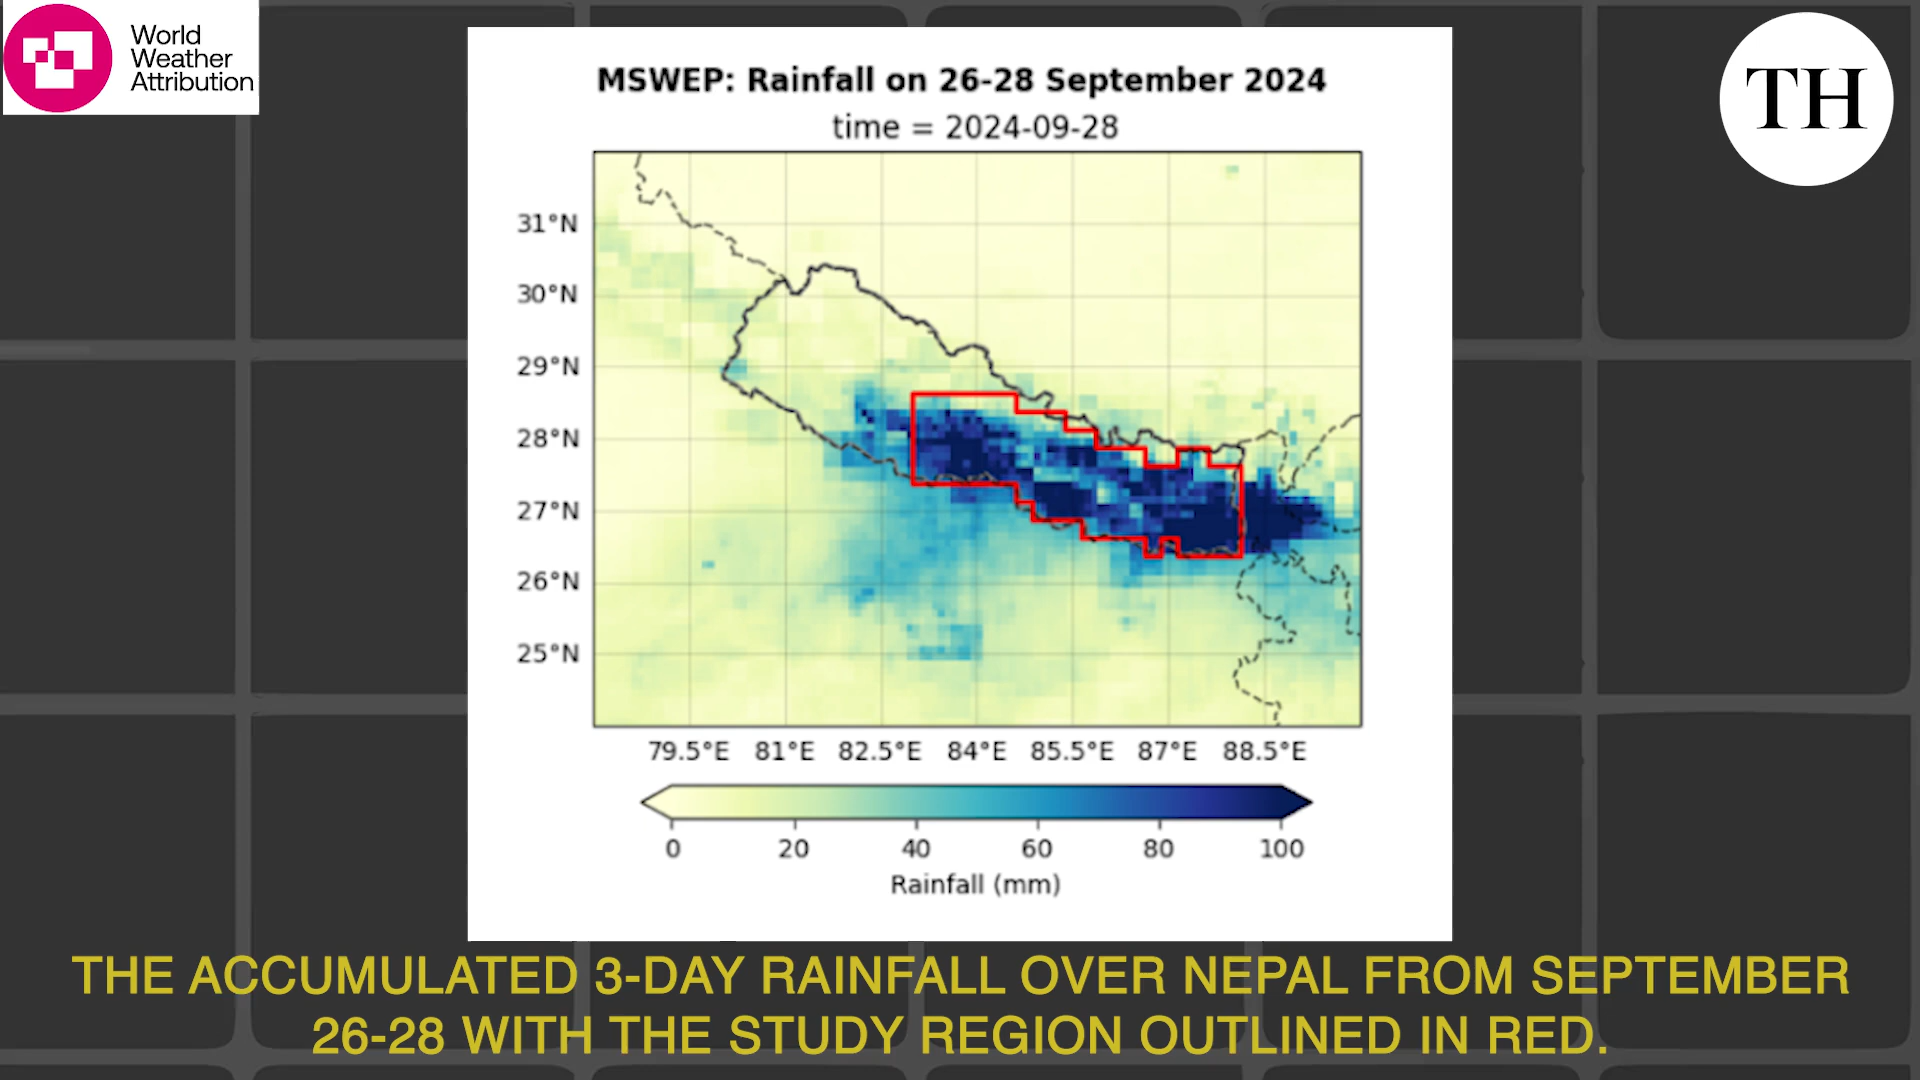 World
Weather
Attribution
TH
MSWEP: Rainfall on 26-28 September 2024
time = 2024-09-28
31°N
30°N
29°N
28°N
27°N
26°N
25°N
79.5°E 81°E 82.5°E 84°E 85.5°E 87°E 88.5°E
0 20 40 60 80 100
Rainfall (mm)
THE ACCUMULATED 3-DAY RAINFALL OVER NEPAL FROM SEPTEMBER
26-28 WITH THE STUDY REGION OUTLINED IN RED.